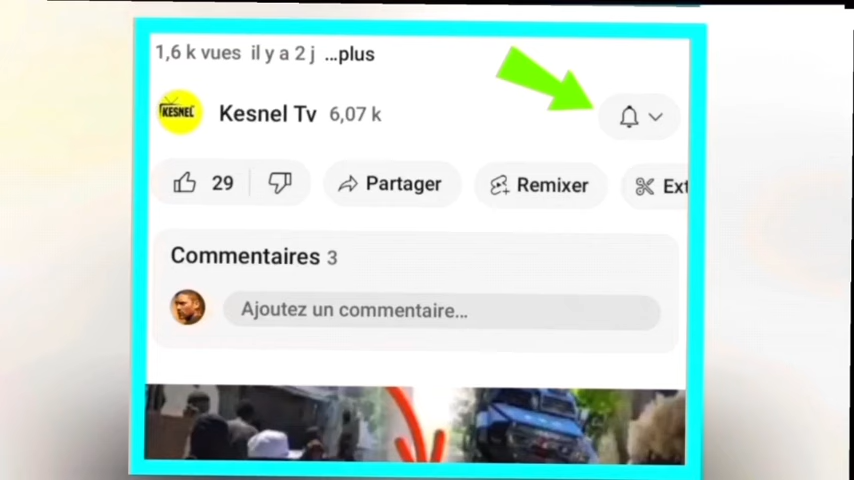 1,6 k vues il y a 2 j ...plus
KESNEL
Kesnel Tv 6,07 k
29 Partager Remixer Ext
Commentaires 3
Ajoutez un commentaire...